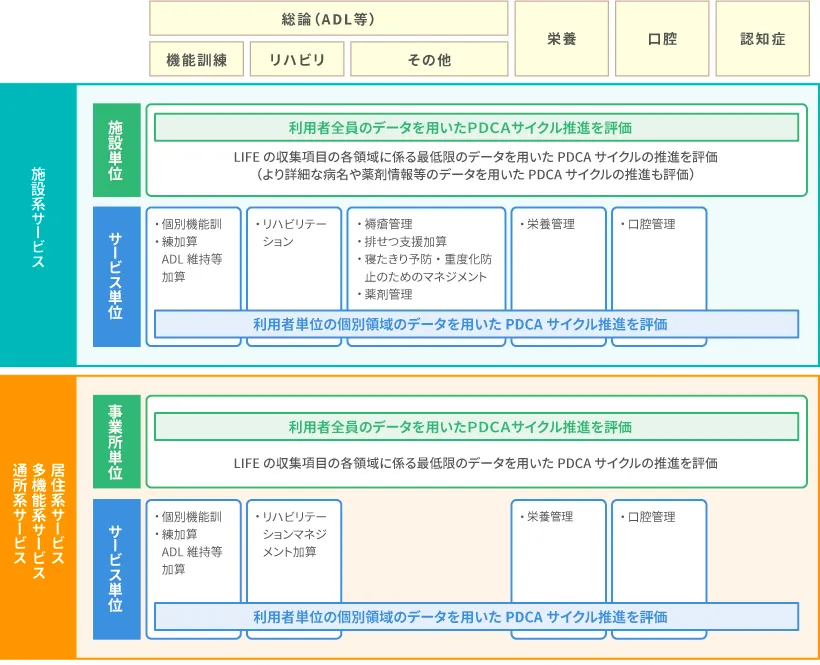 総論（ADL等）
栄養
口腔
認知症
機能訓練
リハビリ
その他
施設系サービス
施設単位
利用者全員のデータを用いたPDCAサイクル推進を評価
LIFE の収集項目の各領域に係る最低限のデータを用いた PDCA サイクルの推進を評価
（より詳細な病名や薬剤情報等のデータを用いた PDCA サイクルの推進も評価）
サービス単位
・個別機能訓
・練加算
ADL 維持等
加算
・リハビリテー
ション
・褥瘡管理
・排せつ支援加算
・寝たきり予防・重度化防
止のためのマネジメント
・薬剤管理
・栄養管理
・口腔管理
利用者単位の個別領域のデータを用いた PDCA サイクル推進を評価
居住系サービス
多機能系サービス
通所系サービス
事業所単位
利用者全員のデータを用いたPDCAサイクル推進を評価
LIFE の収集項目の各領域に係る最低限のデータを用いた PDCA サイクルの推進を評価
サービス単位
・個別機能訓
・練加算
ADL 維持等
加算
・リハビリテー
ションマネジ
メント加算
・栄養管理
・口腔管理
利用者単位の個別領域のデータを用いた PDCA サイクル推進を評価